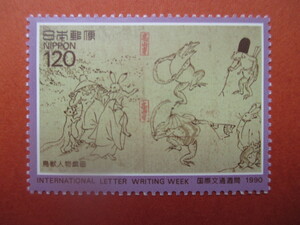 日本郵便
NIPPON
120
鳥獣人物戯画
INTERNATIONAL LETTER WRITING WEEK · 国際文通週間 1990